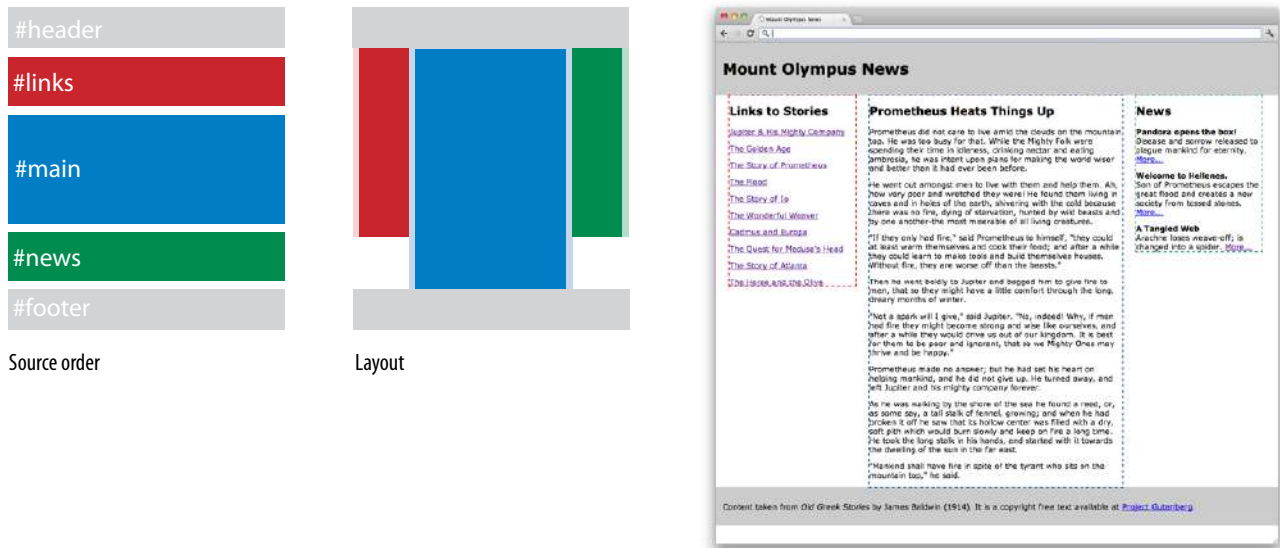 #header
#links
#main
#news
#footer
Source order
Layout
Mount Olympus News
Mount Olympus News
Links to Stories
Jupiter & His Mighty Company
The Golden Age
The Story of Prometheus
The Flood
The Story of Io
The Wonderful Weaver
Cadmus and Europa
The Quest for Medusa's Head
The Story of Atlanta
The Horse and the Olive
Prometheus Heats Things Up
Prometheus did not care to live amid the clouds on the mountain
top. He was too busy for that. While the Mighty Folk were
spending their time in idleness, drinking nectar and eating
ambrosia, he was intent upon plans for making the world wiser
and better than it had ever been before.
He went out amongst men to live with them and help them. Ah,
how very poor and wretched they were! He found them living in
caves and in holes of the earth, shivering with the cold because
there was no fire, dying of starvation, hunted by wild beasts and
by one another-the most miserable of all living creatures.
"If they only had fire," said Prometheus to himself, "they could
at least warm themselves and cook their food; and after a while
they could learn to make tools and build themselves houses.
Without fire, they are worse off than the beasts."
Then he went boldly to Jupiter and begged him to give fire to
men, that so they might have a little comfort through the long,
dreary months of winter.
"Not a spark will I give," said Jupiter. "No, indeed! Why, if men
had fire they might become strong and wise like ourselves, and
after a while they would drive us out of our kingdom. It is best
for them to be poor and ignorant, that so we Mighty Ones may
thrive and be happy."
Prometheus made no answer; but he had set his heart on
helping mankind, and he did not give up. He turned away, and
left Jupiter and his mighty company forever.
As he was walking by the shore of the sea he found a reed, or,
as some say, a tall stalk of fennel, growing; and when he had
broken it off he saw that its hollow center was filled with a dry,
soft pith which would burn slowly and keep on fire a long time.
He took the long stalk in his hands, and started with it towards
the dwelling of the sun in the far east.
"Mankind shall have fire in spite of the tyrant who sits on the
mountain top," he said.
News
Pandora opens the box!
Disease and sorrow released to
plague mankind for eternity.
More...
Welcome to Hellenes.
Son of Prometheus escapes the
great flood and creates a new
society from tossed stones.
More...
A Tangled Web
Arachne loses weave-off; is
changed into a spider. More...
Content taken from Old Greek Stories by James Baldwin (1914). It is a copyright free text available at Project Gutenberg